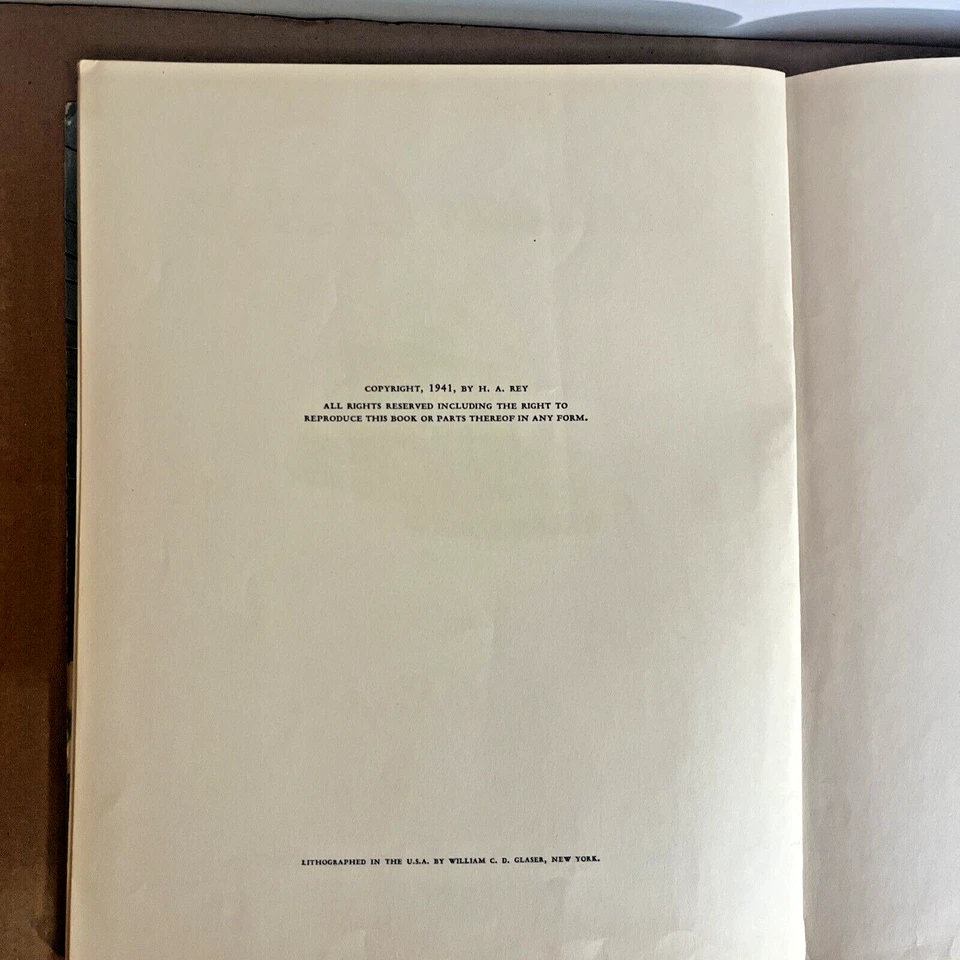 COPYRIGHT, 1941, BY H. A. REY
ALL RIGHTS RESERVED INCLUDING THE RIGHT TO
REPRODUCE THIS BOOK OR PARTS THEREOF IN ANY FORM.
LITHOGRAPHED IN THE U.S.A. BY WILLIAM C. D. GLASER, NEW YORK.